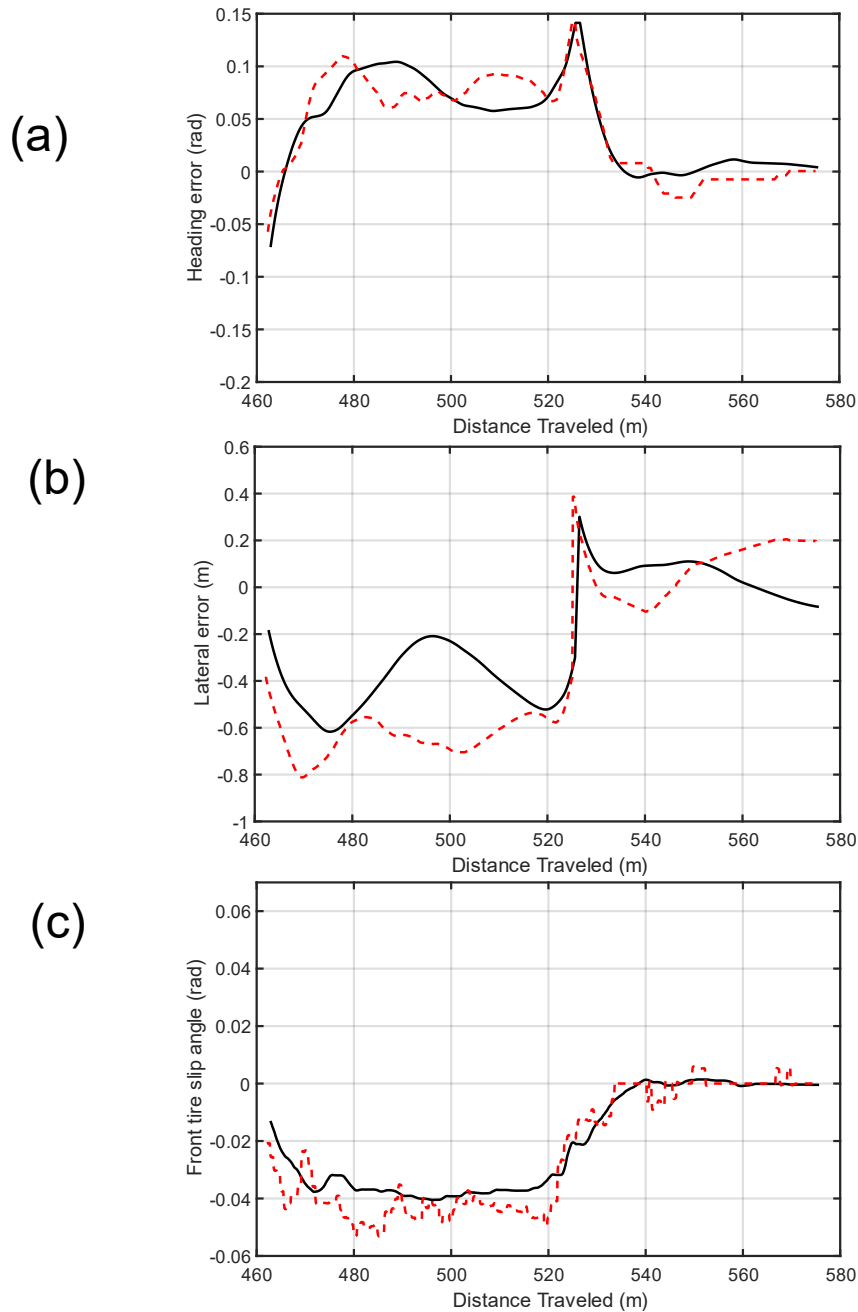 (a)
Heading error (rad)
0.15
0.1
0.05
0
-0.05
-0.1
-0.15
-0.2
460 480 500 520 540 560 580
Distance Traveled (m)
(b)
Lateral error (m)
0.6
0.4
0.2
0
-0.2
-0.4
-0.6
-0.8
-1
460 480 500 520 540 560 580
Distance Traveled (m)
(c)
Front tire slip angle (rad)
0.06
0.04
0.02
0
-0.02
-0.04
-0.06
460 480 500 520 540 560 580
Distance Traveled (m)